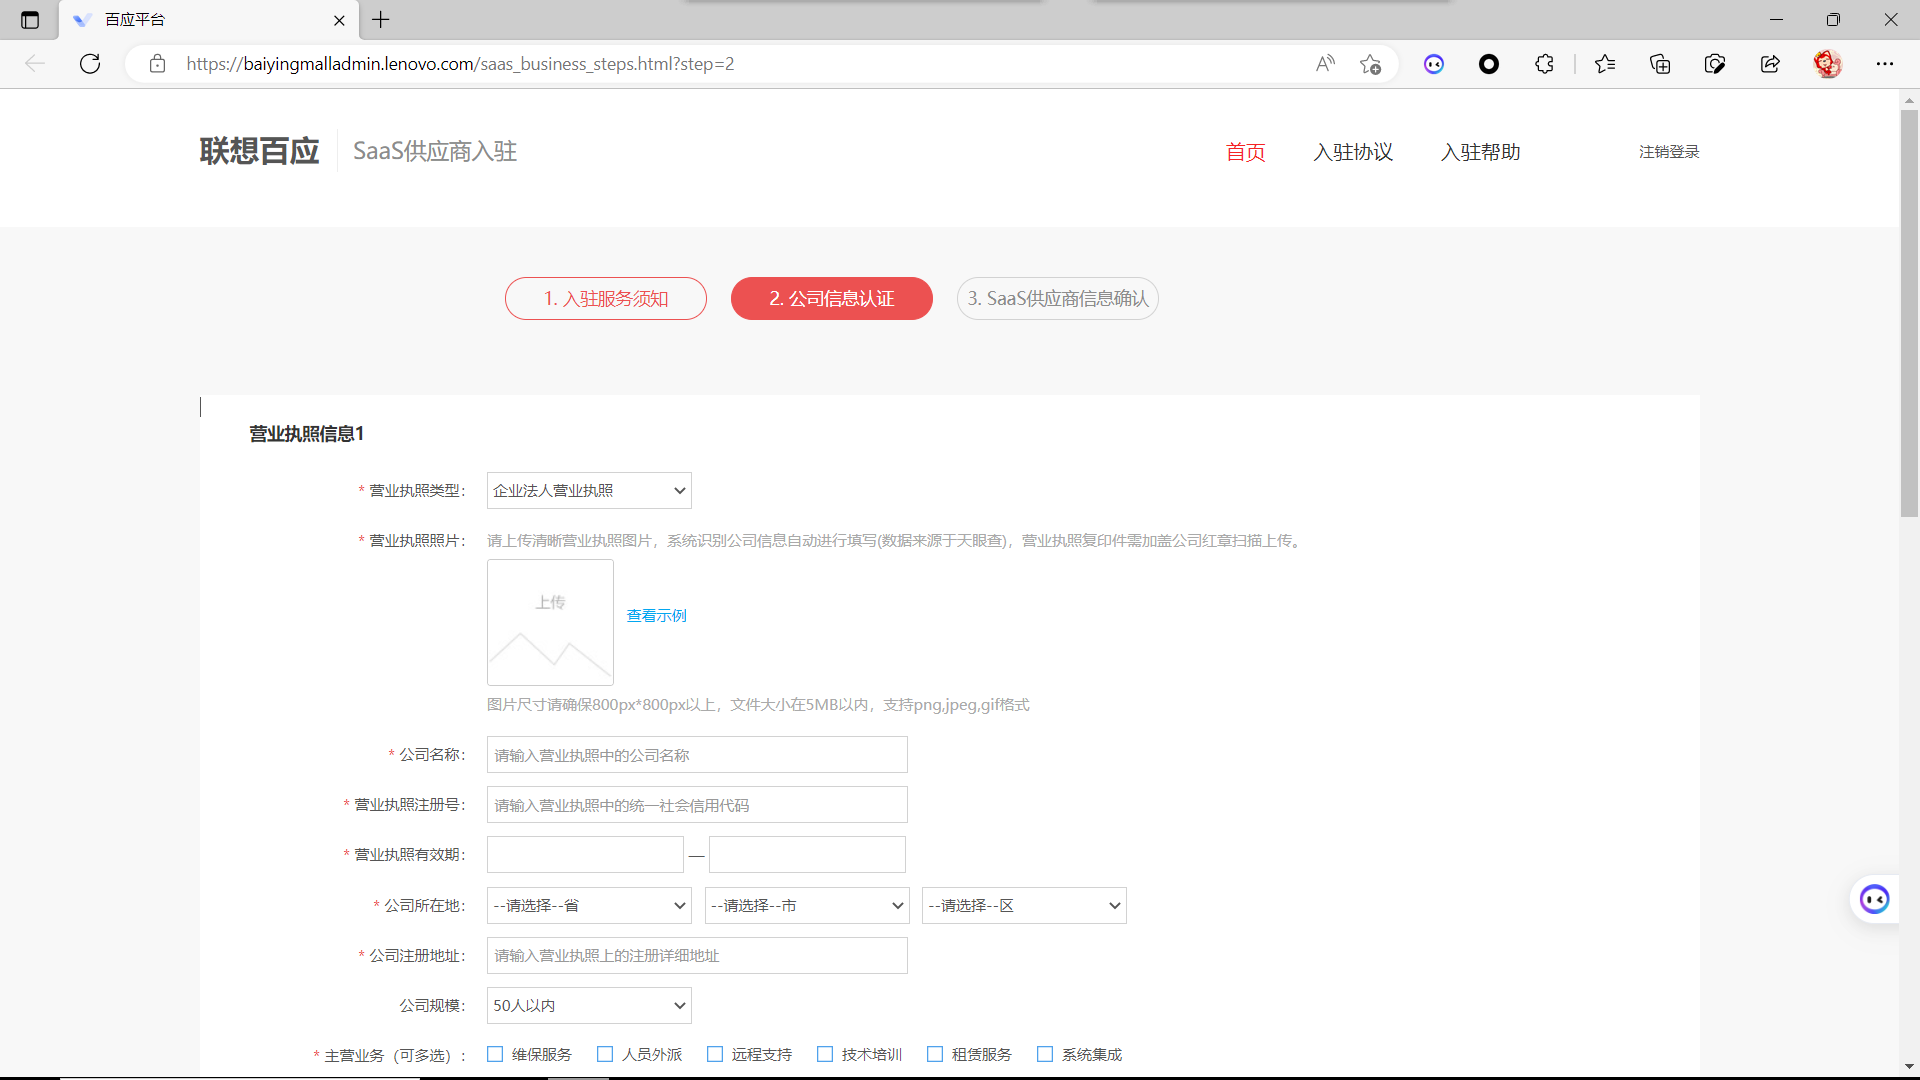 百应平台
https://baiyingmalladmin.lenovo.com/saas_business_steps.html?step=2
联想百应 SaaS供应商入驻 首页 入驻协议 入驻帮助 注销登录
1. 入驻服务须知 2. 公司信息认证 3. SaaS供应商信息确认
营业执照信息1
* 营业执照类型: 企业法人营业执照
* 营业执照照片: 请上传清晰营业执照图片，系统识别公司信息自动进行填写(数据来源于天眼查)，营业执照复印件需加盖公司红章扫描上传。
上传
查看示例
图片尺寸请确保800px*800px以上，文件大小在5MB以内，支持png,jpeg,gif格式
* 公司名称: 请输入营业执照中的公司名称
* 营业执照注册号: 请输入营业执照中的统一社会信用代码
* 营业执照有效期: —
* 公司所在地: --请选择--省 --请选择--市 --请选择--区
* 公司注册地址: 请输入营业执照上的注册详细地址
公司规模: 50人以内
* 主营业务（可多选）: 维保服务 人员外派 远程支持 技术培训 租赁服务 系统集成